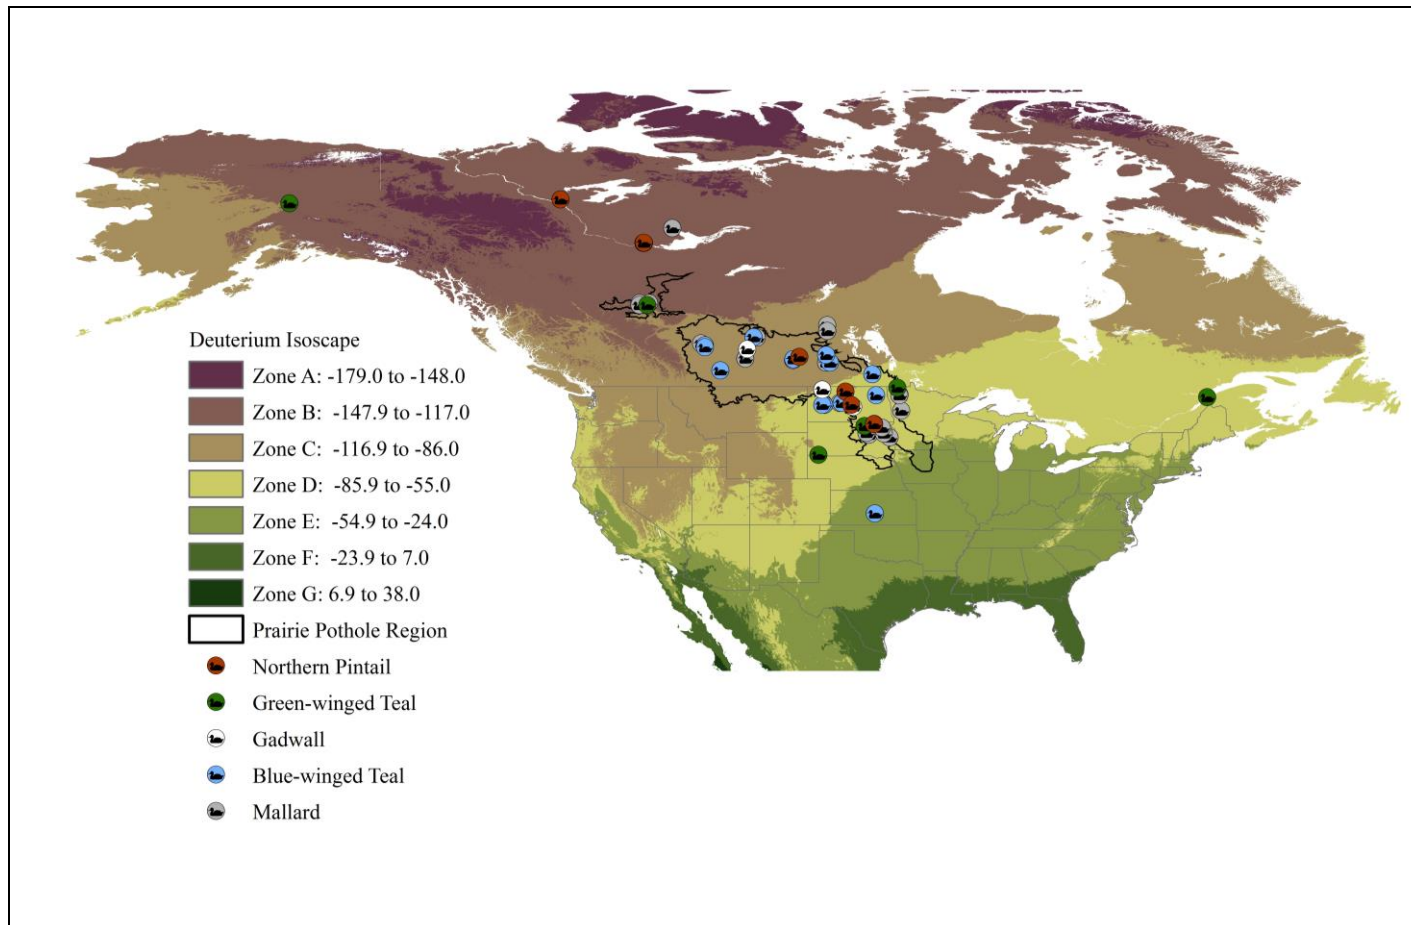 Deuterium Isoscape
Zone A: -179.0 to -148.0
Zone B: -147.9 to -117.0
Zone C: -116.9 to -86.0
Zone D: -85.9 to -55.0
Zone E: -54.9 to -24.0
Zone F: -23.9 to 7.0
Zone G: 6.9 to 38.0
Prairie Pothole Region
Northern Pintail
Green-winged Teal
Gadwall
Blue-winged Teal
Mallard